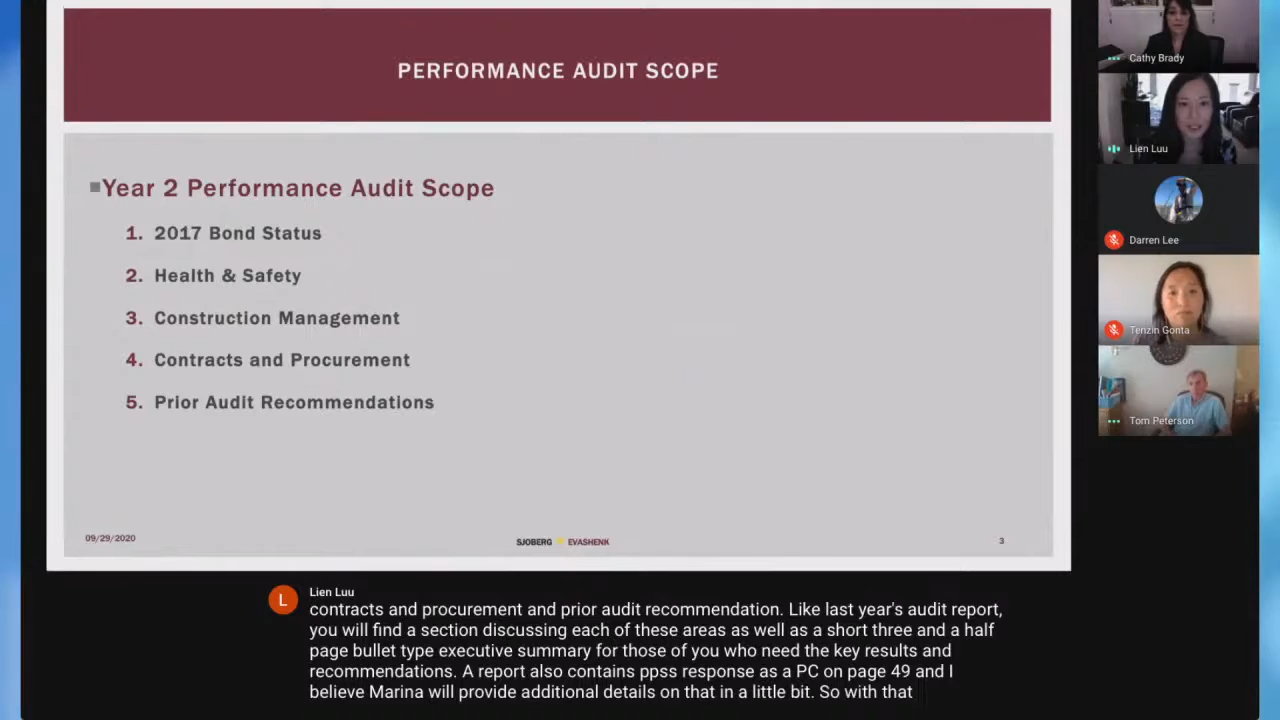 PERFORMANCE AUDIT SCOPE
Year 2 Performance Audit Scope
1. 2017 Bond Status
2. Health & Safety
3. Construction Management
4. Contracts and Procurement
5. Prior Audit Recommendations
09/29/2020
SJOBERG EVASHENK
3
Cathy Brady
Lien Luu
Darren Lee
Tenzin Gonta
Tom Peterson
L
Lien Luu
contracts and procurement and prior audit recommendation. Like last year's audit report,
you will find a section discussing each of these areas as well as a short three and a half
page bullet type executive summary for those of you who need the key results and
recommendations. A report also contains ppss response as a PC on page 49 and I
believe Marina will provide additional details on that in a little bit. So with that